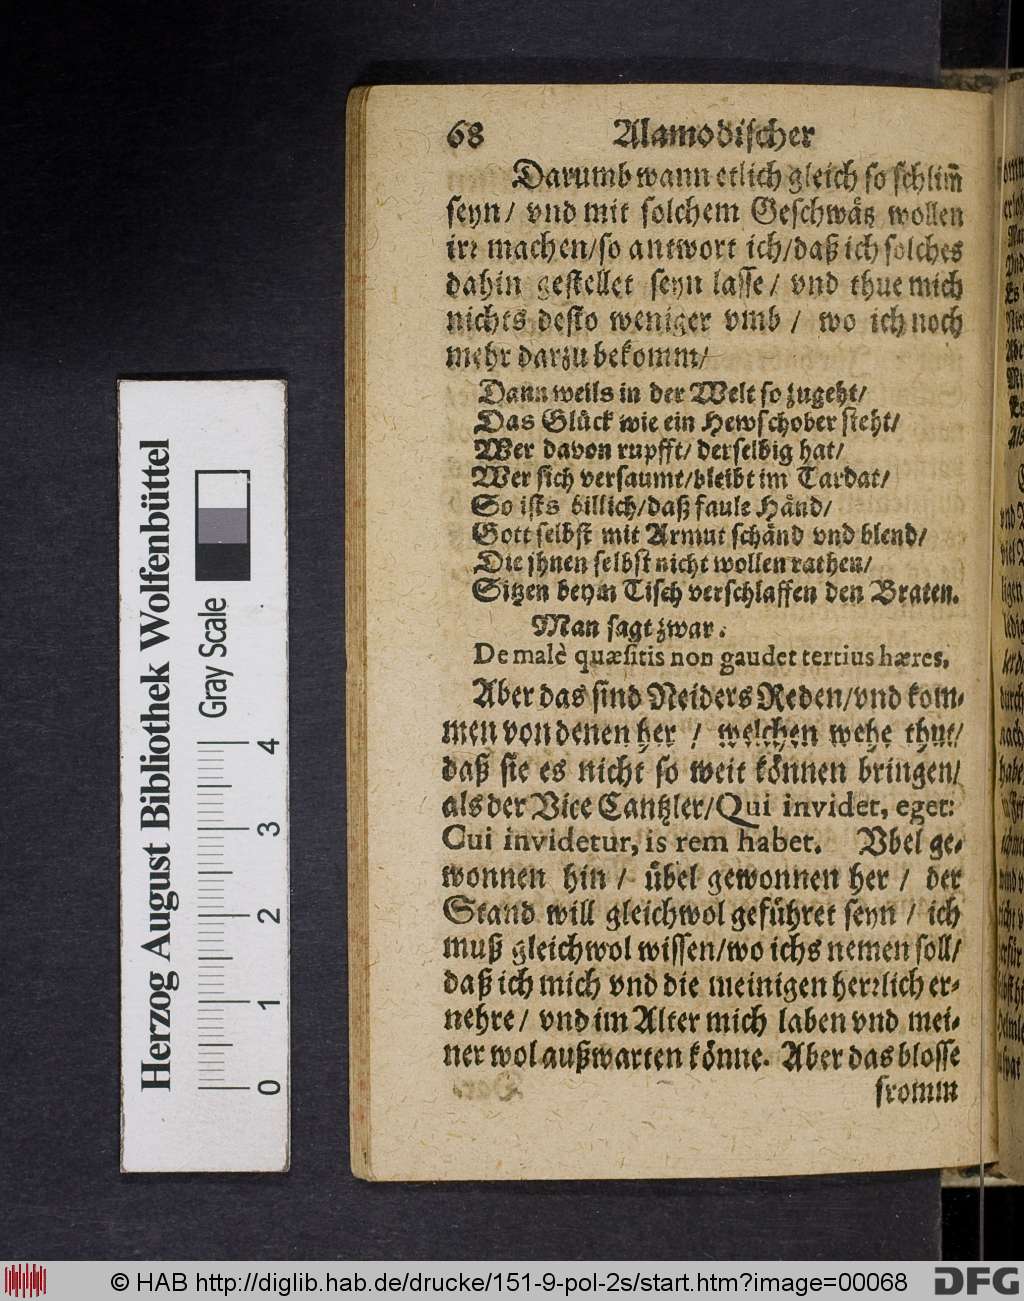 68 Alamodischer
Darumb wann etlich gleich so schlim̃
seyn/ vnd mit solchem Geschwätz wollen
irꝛ machen/so antwort ich/daß ich solches
dahin gestellet seyn lasse/ vnd thue mich
nichts desto weniger vmb / wo ich noch
mehr darzu bekomm/
Dann weils in der Welt so zugeht/
Das Glück wie ein Hewschober steht/
Wer davon rupfft/ derselbig hat/
Wer sich versaumt/bleibt im Tardat/
So ists billich/daß faule Händ/
Gott selbst mit Armut schänd vnd blend/
Die jhnen selbst nicht wollen rathen/
Sitzen beym Tisch verschlaffen den Braten.
Man sagt zwar.
De malè quæsitis non gaudet tertius hæres,
Aber das sind Neiders Reden/vnd kom-
men von denen her / welchen wehe thut/
daß sie es nicht so weit können bringen/
als der Vice Cantzler/Qui invidet, eget:
Cui invidetur, is rem habet. Vbel ge-
wonnen hin / übel gewonnen her / der
Stand will gleichwol geführet seyn / ich
muß gleichwol wissen/wo ichs nemen soll/
daß ich mich vnd die meinigen herꝛlich er-
nehre/ vnd im Alter mich laben vnd mei-
ner wol außwarten könne. Aber das blosse
fromm
Herzog August Bibliothek Wolfenbüttel
Gray Scale
0 1 2 3 4
© HAB http://diglib.hab.de/drucke/151-9-pol-2s/start.htm?image=00068
DFG